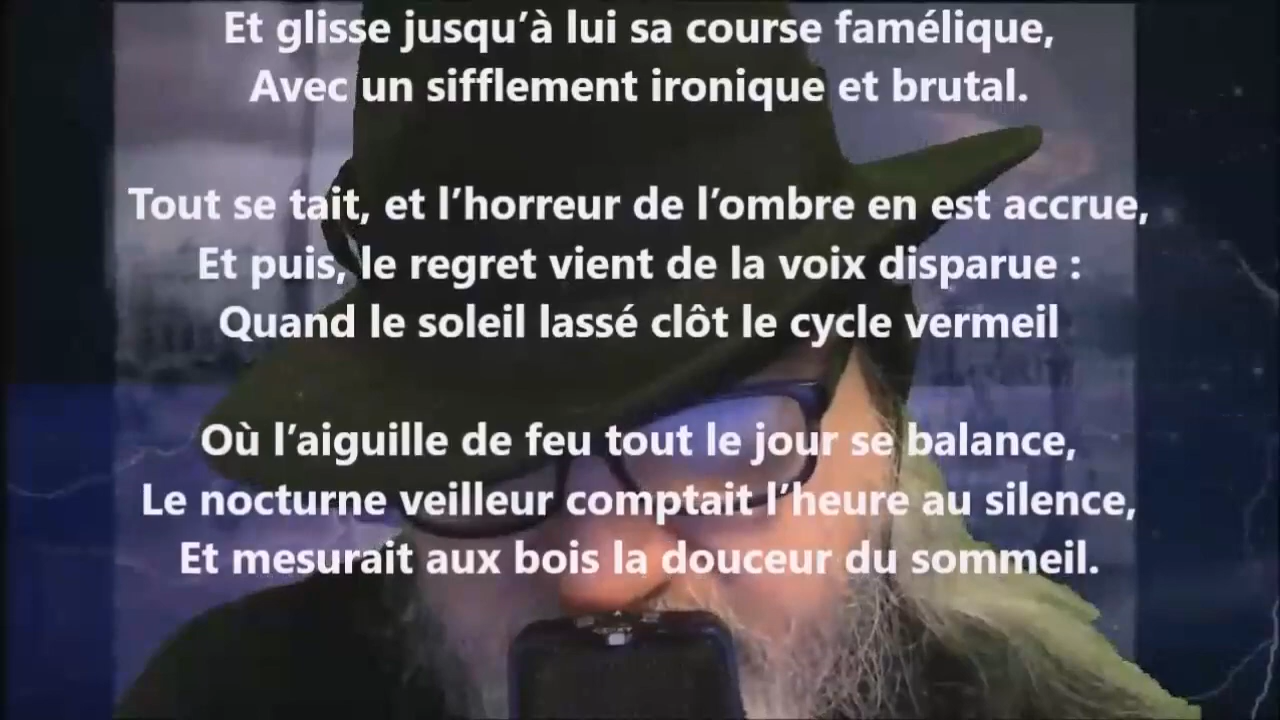 Et glisse jusqu’à lui sa course famélique,
Avec un sifflement ironique et brutal.
Tout se tait, et l’horreur de l’ombre en est accrue,
Et puis, le regret vient de la voix disparue :
Quand le soleil lassé clôt le cycle vermeil
Où l’aiguille de feu tout le jour se balance,
Le nocturne veilleur comptait l’heure au silence,
Et mesurait aux bois la douceur du sommeil.